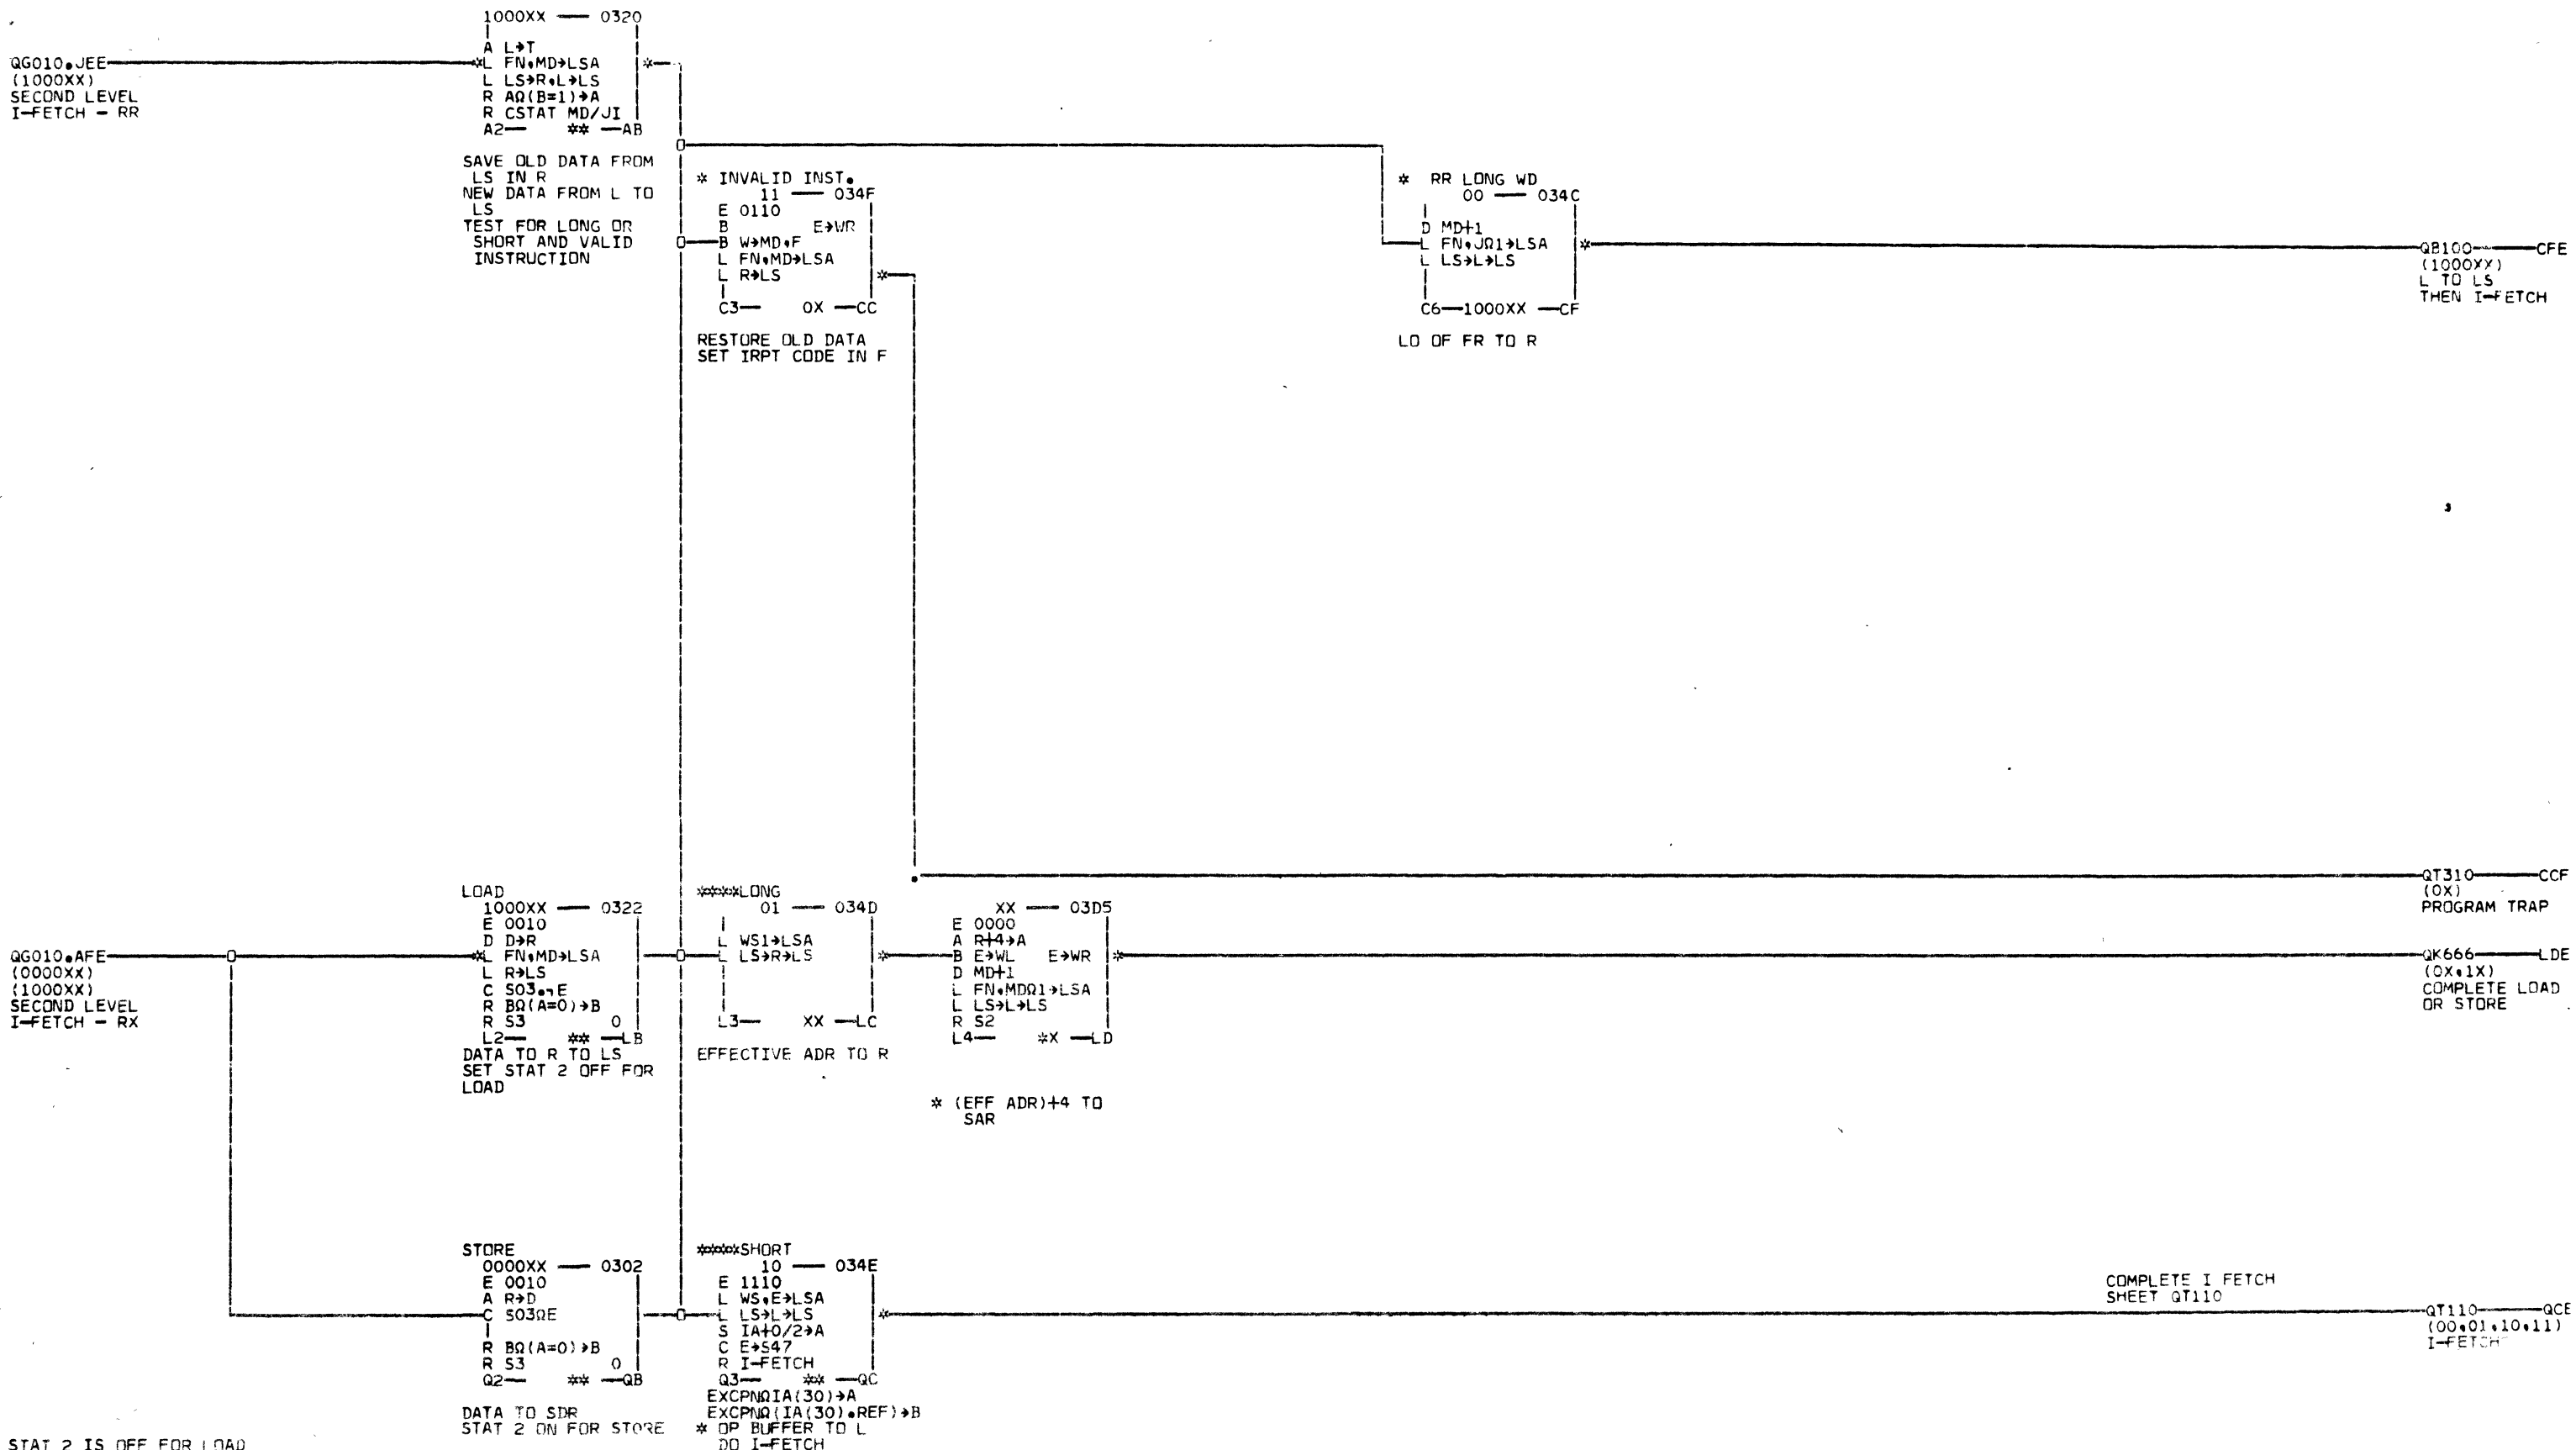 1000XX — 0320
A L→T
L FN,MD→LSA
L LS→R,L→LS
R AΩ(B=1)→A
R CSTAT MD/JI
A2— ** —AB
QG010.JEE
(1000XX)
SECOND LEVEL
I-FETCH - RR
SAVE OLD DATA FROM
LS IN R
NEW DATA FROM L TO
LS
TEST FOR LONG OR
SHORT AND VALID
INSTRUCTION
* INVALID INST.
11 — 034F
E 0110
B E→WR
B W→MD,F
L FN,MD→LSA
L R→LS
C3— 0X —CC
RESTORE OLD DATA
SET IRPT CODE IN F
* RR LONG WD
00 — 034C
D MD+1
L FN,JΩ1→LSA
L LS→L→LS
C6—1000XX —CF
LO OF FR TO R
QB100 — CFE
(1000XX)
L TO LS
THEN I-FETCH
QT310 — CCF
(0X)
PROGRAM TRAP
LOAD
1000XX — 0322
E 0010
D D→R
L FN,MD→LSA
L R→LS
C S03.¬E
R BΩ(A=0)→B
R S3 0
L2— ** —LB
DATA TO R TO LS
SET STAT 2 OFF FOR
LOAD
QG010.AFE
(0000XX)
(1000XX)
SECOND LEVEL
I-FETCH - RX
****LONG
01 — 034D
L WS1→LSA
L LS→R→LS
L3— XX —LC
EFFECTIVE ADR TO R
XX — 03D5
E 0000
A R+4→A
B E→WL E→WR
D MD+1
L FN,MDΩ1→LSA
L LS→L→LS
R S2
L4— *X —LD
* (EFF ADR)+4 TO
SAR
QK666 — LDE
(0X,1X)
COMPLETE LOAD
OR STORE
STORE
0000XX — 0302
E 0010
A R→D
C S03ΩE
R BΩ(A=0)→B
R S3 0
Q2— ** —QB
DATA TO SDR
STAT 2 ON FOR STORE
****SHORT
10 — 034E
E 1110
L WS,E→LSA
L LS→L→LS
S IA+0/2→A
C E→S47
R I-FETCH
Q3— ** —QC
EXCPNΩIA(30)→A
EXCPNΩ(IA(30).REF)→B
* OP BUFFER TO L
DO I-FETCH
COMPLETE I FETCH
SHEET QT110
QT110 — QCE
(00,01,10,11)
I-FETCH
STAT 2 IS OFF FOR LOAD